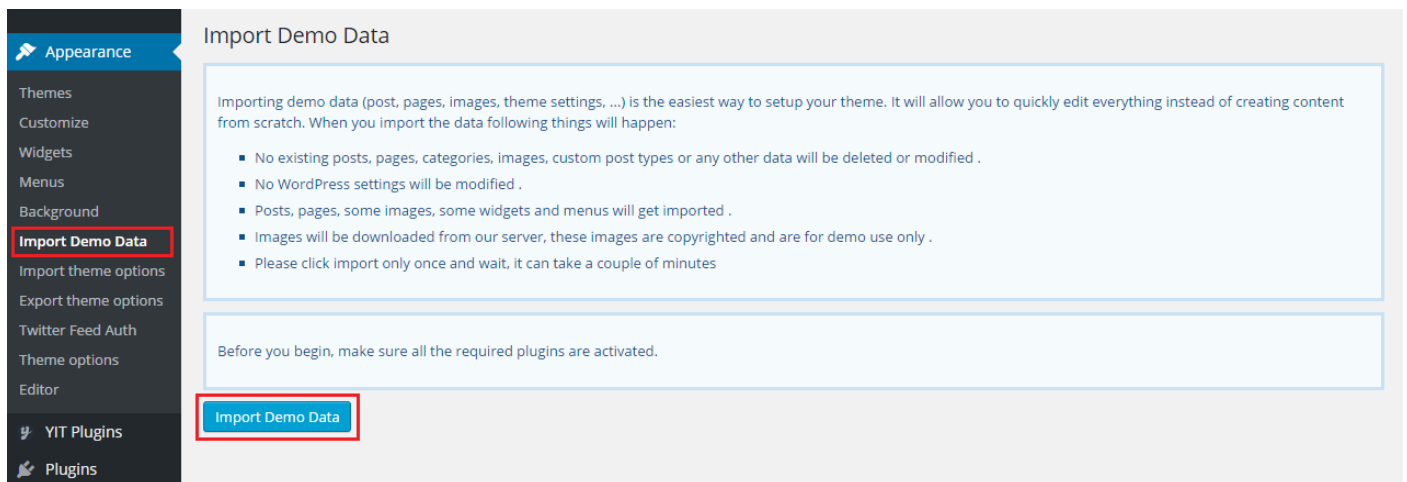 Appearance
Themes
Customize
Widgets
Menus
Background
Import Demo Data
Import theme options
Export theme options
Twitter Feed Auth
Theme options
Editor
YIT Plugins
Plugins
Import Demo Data
Importing demo data (post, pages, images, theme settings, ...) is the easiest way to setup your theme. It will allow you to quickly edit everything instead of creating content
from scratch. When you import the data following things will happen:
No existing posts, pages, categories, images, custom post types or any other data will be deleted or modified .
No WordPress settings will be modified .
Posts, pages, some images, some widgets and menus will get imported .
Images will be downloaded from our server, these images are copyrighted and are for demo use only .
Please click import only once and wait, it can take a couple of minutes
Before you begin, make sure all the required plugins are activated.
Import Demo Data